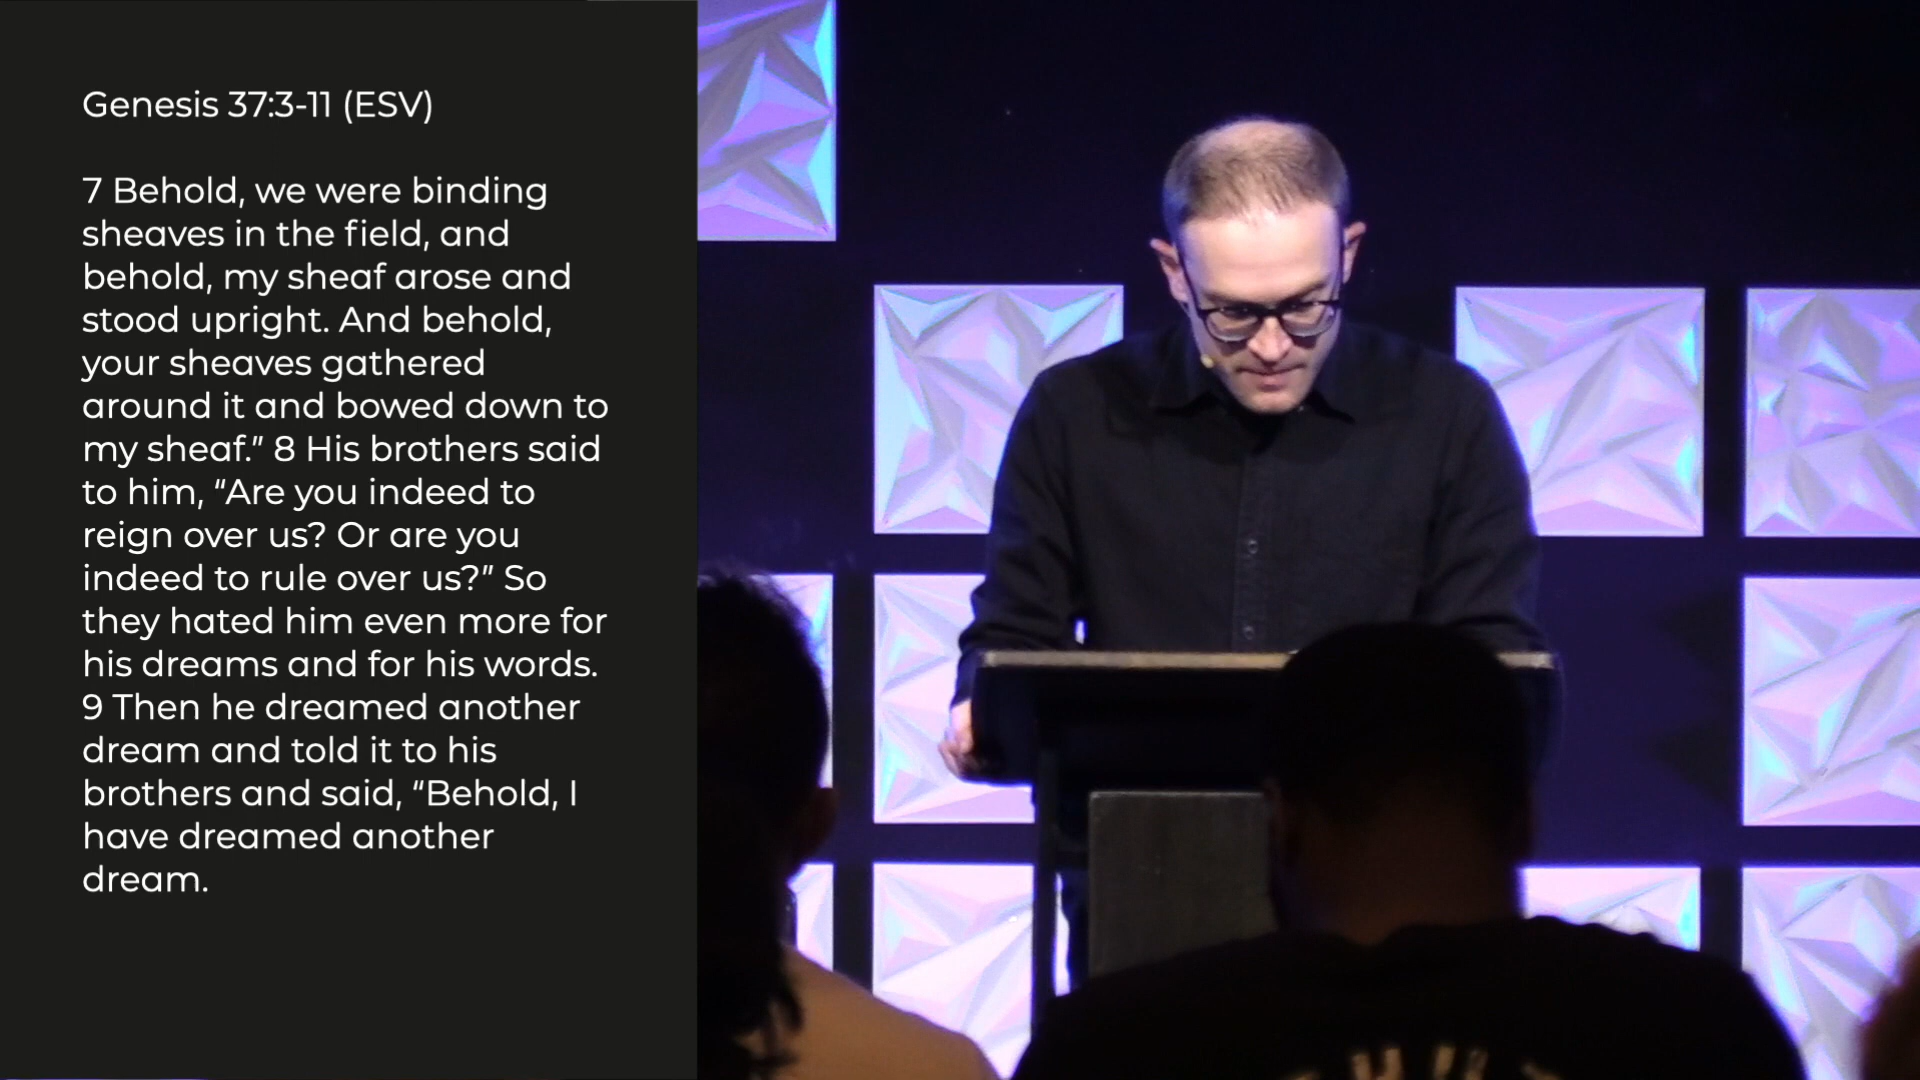 Genesis 37:3-11 (ESV)
7 Behold, we were binding
sheaves in the field, and
behold, my sheaf arose and
stood upright. And behold,
your sheaves gathered
around it and bowed down to
my sheaf.” 8 His brothers said
to him, “Are you indeed to
reign over us? Or are you
indeed to rule over us?” So
they hated him even more for
his dreams and for his words.
9 Then he dreamed another
dream and told it to his
brothers and said, “Behold, I
have dreamed another
dream.